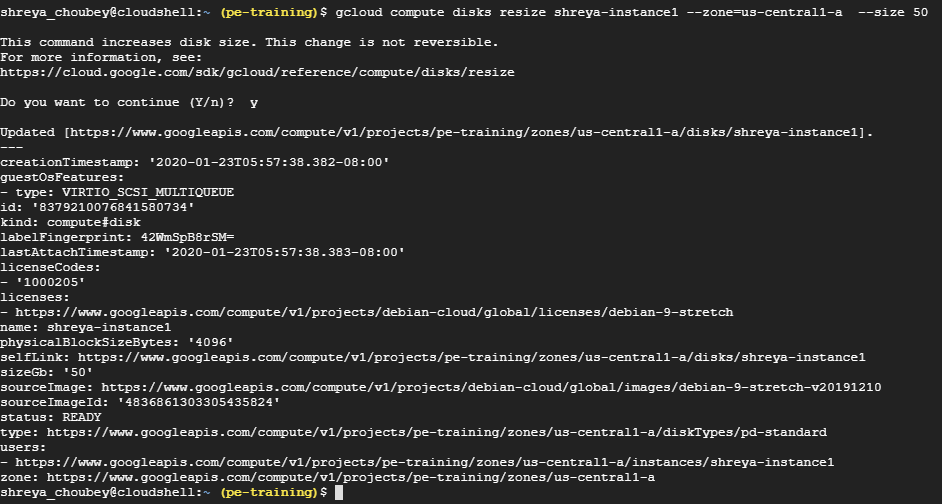 shreya_choubey@cloudshell:~ (pe-training)$ gcloud compute disks resize shreya-instance1 --zone=us-central1-a  --size 50
This command increases disk size. This change is not reversible.
For more information, see:
https://cloud.google.com/sdk/gcloud/reference/compute/disks/resize
Do you want to continue (Y/n)?  y
Updated [https://www.googleapis.com/compute/v1/projects/pe-training/zones/us-central1-a/disks/shreya-instance1].
---
creationTimestamp: '2020-01-23T05:57:38.382-08:00'
guestOsFeatures:
- type: VIRTIO_SCSI_MULTIQUEUE
id: '8379210076841580734'
kind: compute#disk
labelFingerprint: 42WmSpB8rSM=
lastAttachTimestamp: '2020-01-23T05:57:38.383-08:00'
licenseCodes:
- '1000205'
licenses:
- https://www.googleapis.com/compute/v1/projects/debian-cloud/global/licenses/debian-9-stretch
name: shreya-instance1
physicalBlockSizeBytes: '4096'
selfLink: https://www.googleapis.com/compute/v1/projects/pe-training/zones/us-central1-a/disks/shreya-instance1
sizeGb: '50'
sourceImage: https://www.googleapis.com/compute/v1/projects/debian-cloud/global/images/debian-9-stretch-v20191210
sourceImageId: '4836861303305435824'
status: READY
type: https://www.googleapis.com/compute/v1/projects/pe-training/zones/us-central1-a/diskTypes/pd-standard
users:
- https://www.googleapis.com/compute/v1/projects/pe-training/zones/us-central1-a/instances/shreya-instance1
zone: https://www.googleapis.com/compute/v1/projects/pe-training/zones/us-central1-a
shreya_choubey@cloudshell:~ (pe-training)$